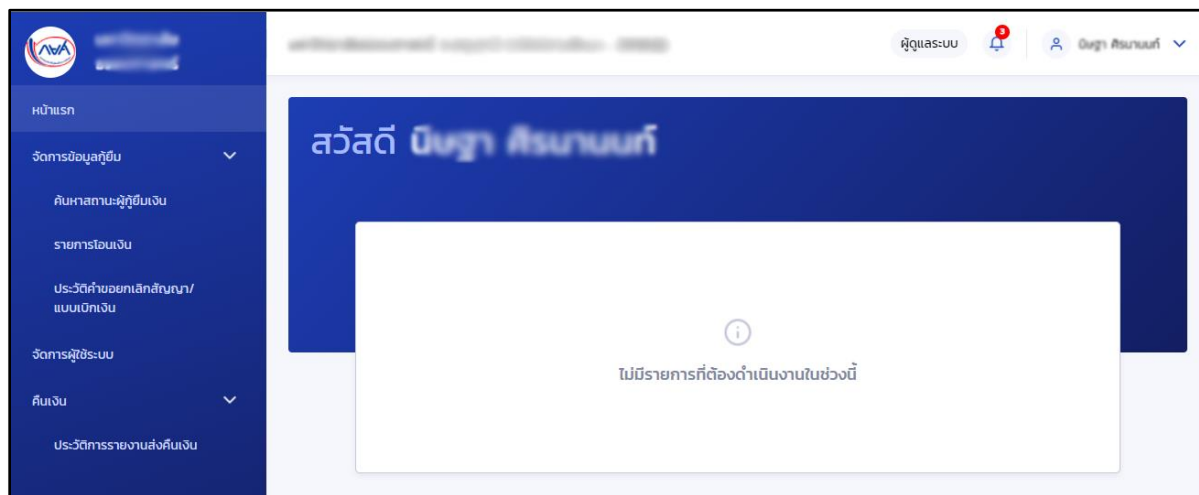 กยศ
ผู้ดูแลระบบ
3
หน้าแรก
จัดการข้อมูลกู้ยืม
ค้นหาสถานะผู้กู้ยืมเงิน
รายการโอนเงิน
ประวัติคำขอยกเลิกสัญญา/
แบบเบิกเงิน
จัดการผู้ใช้ระบบ
คืนเงิน
ประวัติการรายงานส่งคืนเงิน
สวัสดี
ไม่มีรายการที่ต้องดำเนินงานในช่วงนี้